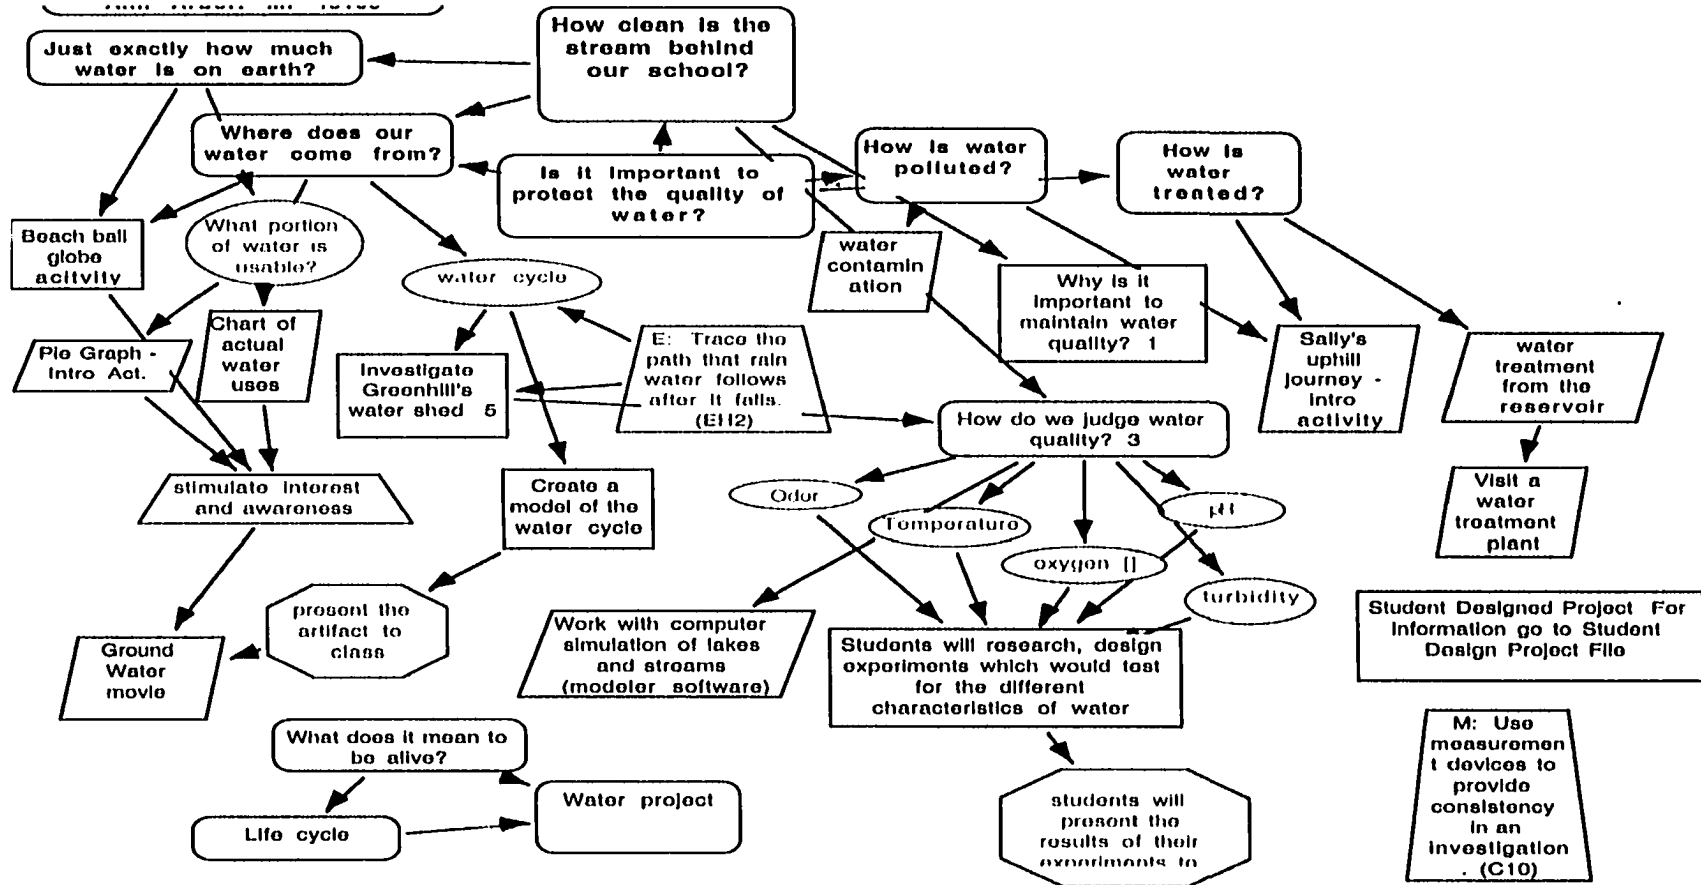 How clean is the
stream behind
our school?
Just exactly how much
water is on earth?
Where does our
water come from?
Is it important to
protect the quality of
water?
How is water
polluted?
How is
water
treated?
Beach ball
globe
acitvity
What portion
of water is
usable?
water cycle
water
contamin
ation
Why is it
important to
maintain water
quality? 1
Pie Graph -
Intro Act.
Chart of
actual
water
uses
Investigate
Greenhill's
water shed 5
E: Trace the
path that rain
water follows
after it falls.
(EH2)
Sally's
uphill
journey -
intro
activity
water
treatment
from the
reservoir
How do we judge water
quality? 3
stimulate interest
and awareness
Create a
model of the
water cycle
Odor
Temperature
oxygen []
pH
turbidity
Visit a
water
treatment
plant
present the
artifact to
class
Ground
Water
movie
Work with computer
simulation of lakes
and streams
(modeler software)
Students will research, design
experiments which would test
for the different
characteristics of water
Student Designed Project For
information go to Student
Design Project File
What does it mean to
be alive?
Life cycle
Water project
students will
present the
results of their
experiments to
M: Use
measuremen
t devices to
provide
consistency
in an
investigation
. (C10)